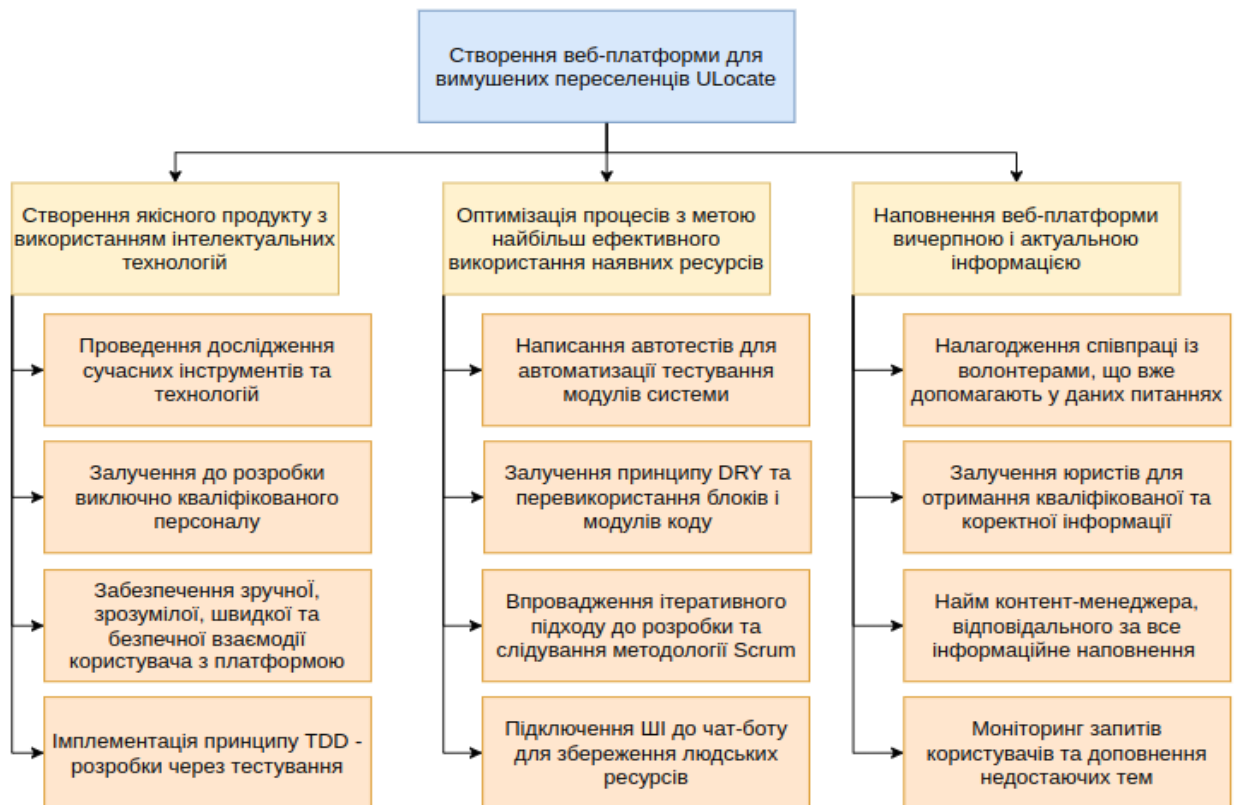 Створення веб-платформи для
вимушених переселенців ULocate
Створення якісного продукту з
використанням інтелектуальних
технологій
Проведення дослідження
сучасних інструментів та
технологій
Залучення до розробки
виключно кваліфікованого
персоналу
Забезпечення зручної,
зрозумілої, швидкої та
безпечної взаємодії
користувача з платформою
Імплементація принципу TDD -
розробки через тестування
Оптимізація процесів з метою
найбільш ефективного
використання наявних ресурсів
Написання автотестів для
автоматизації тестування
модулів системи
Залучення принципу DRY та
перевикористання блоків і
модулів коду
Впровадження ітеративного
підходу до розробки та
слідування методології Scrum
Підключення ШІ до чат-боту
для збереження людських
ресурсів
Наповнення веб-платформи
вичерпною і актуальною
інформацією
Налагодження співпраці із
волонтерами, що вже
допомагають у даних питаннях
Залучення юристів для
отримання кваліфікованої та
коректної інформації
Найм контент-менеджера,
відповідального за все
інформаційне наповнення
Моніторинг запитів
користувачів та доповнення
недостаючих тем